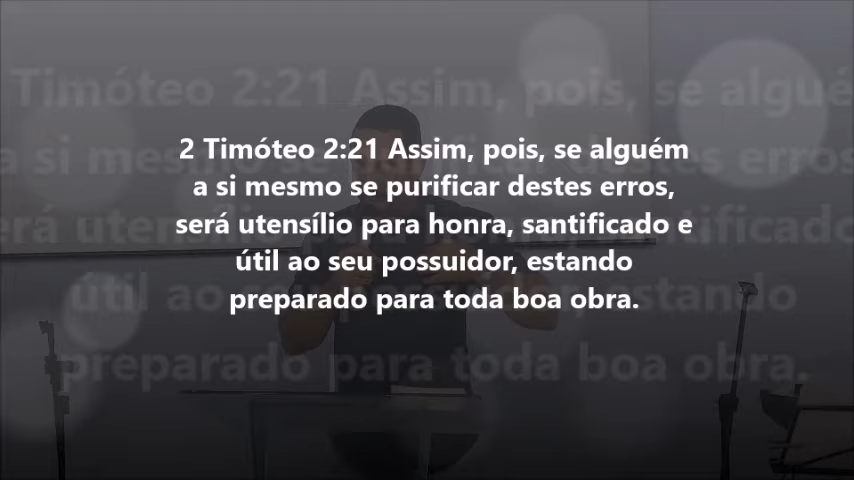 2 Timóteo 2:21 Assim, pois, se alguém
a si mesmo se purificar destes erros,
será utensílio para honra, santificado e
útil ao seu possuidor, estando
preparado para toda boa obra.